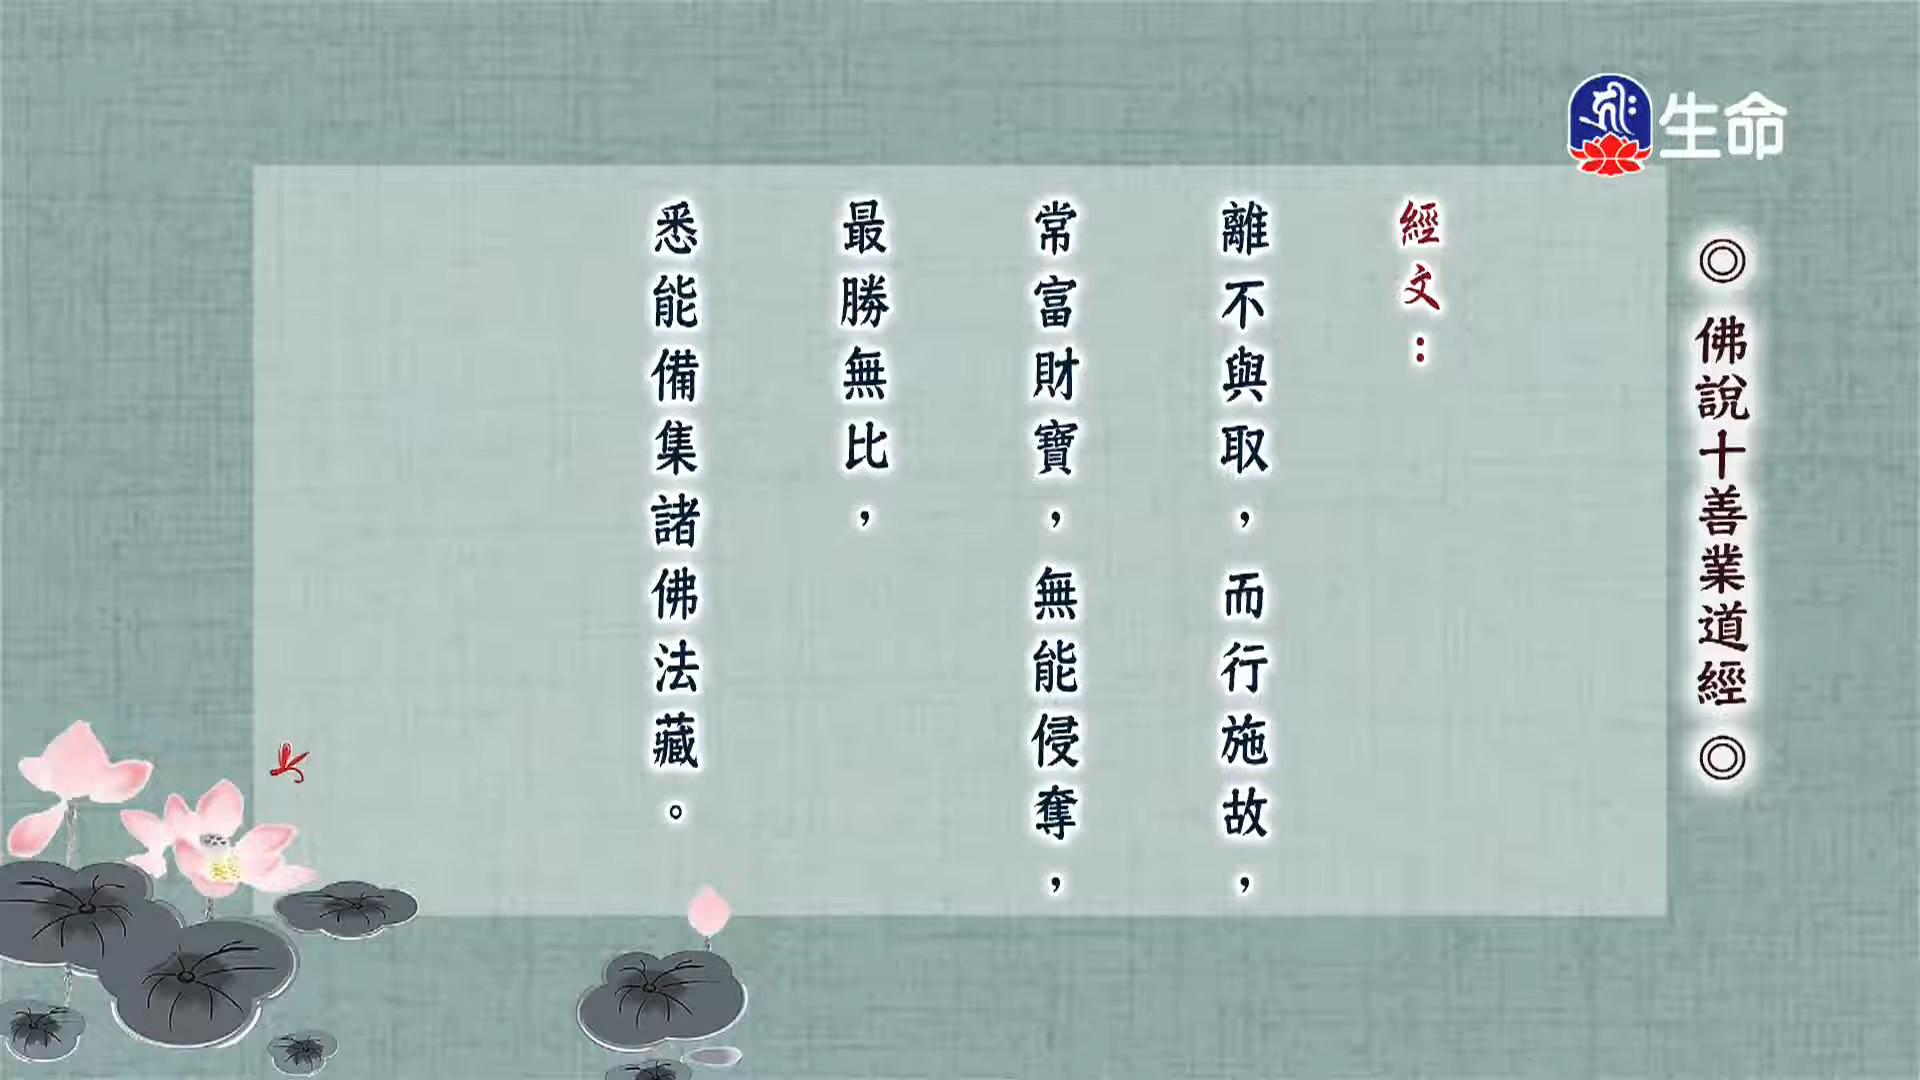 生命
◎佛說十善業道經◎
經文：
離不與取，而行施故，
常富財寶，無能侵奪，
最勝無比，
悉能備集諸佛法藏。